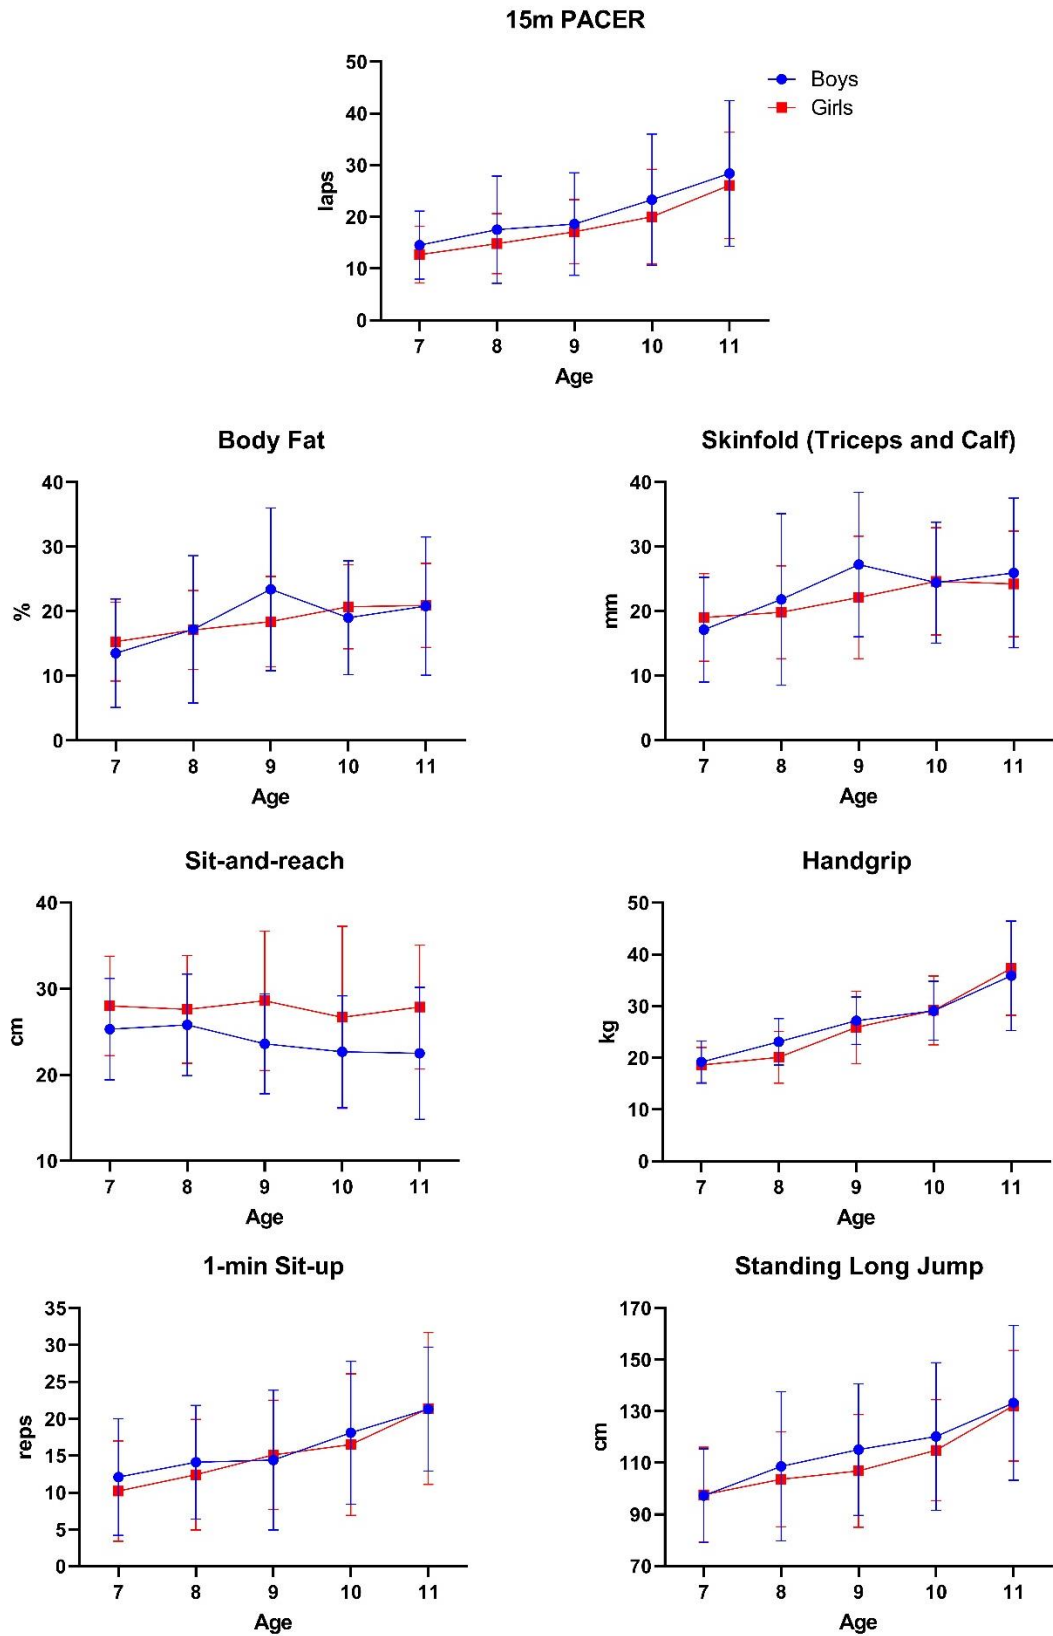 15m PACER
50
40
30
20
10
0
laps
7 8 9 10 11
Age
Boys
Girls
Body Fat
40
30
20
10
0
%
7 8 9 10 11
Age
Skinfold (Triceps and Calf)
40
30
20
10
0
mm
7 8 9 10 11
Age
Sit-and-reach
40
30
20
10
cm
7 8 9 10 11
Age
Handgrip
50
40
30
20
10
0
kg
7 8 9 10 11
Age
1-min Sit-up
35
30
25
20
15
10
5
0
reps
7 8 9 10 11
Age
Standing Long Jump
170
150
130
110
90
70
cm
7 8 9 10 11
Age